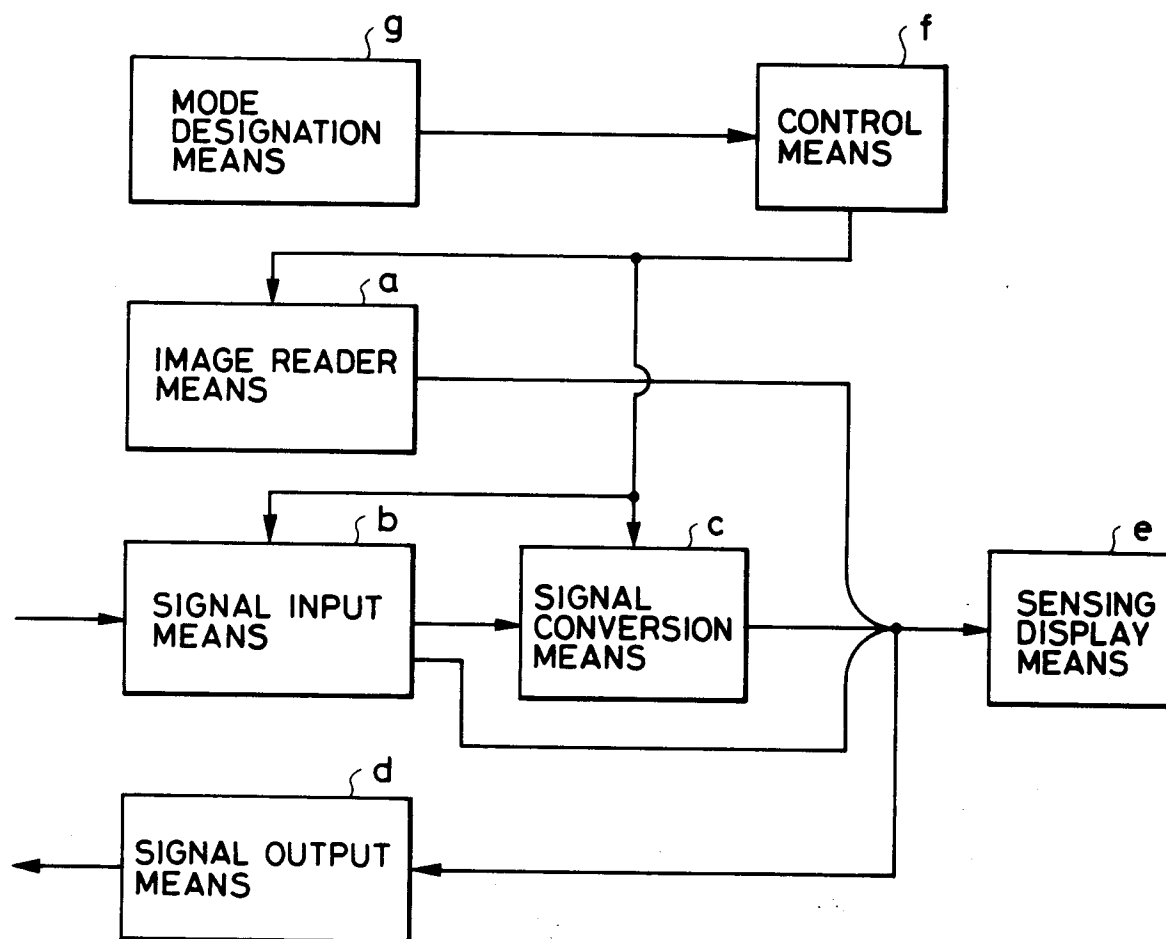 g
MODE
DESIGNATION
MEANS
f
CONTROL
MEANS
a
IMAGE READER
MEANS
b
SIGNAL INPUT
MEANS
c
SIGNAL
CONVERSION
MEANS
e
SENSING
DISPLAY
MEANS
d
SIGNAL OUTPUT
MEANS